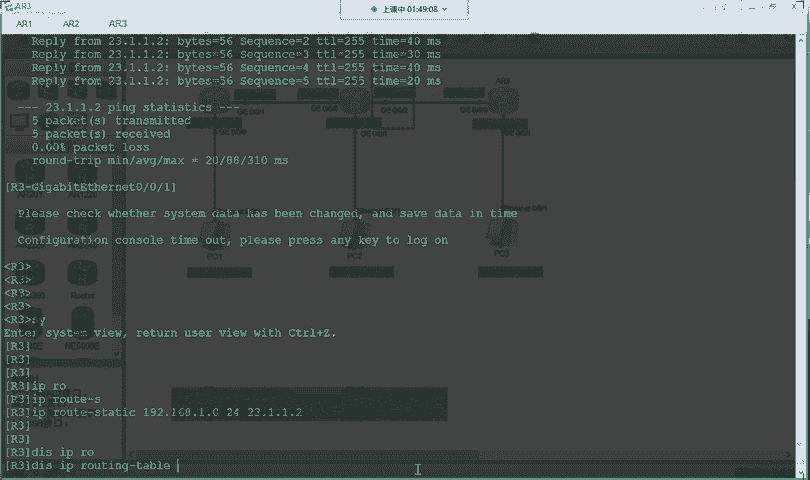 AR3
上课中 01:49:08
AR1 AR2 AR3
Reply from 23.1.1.2: bytes=56 Sequence=2 ttl=255 time=40 ms
Reply from 23.1.1.2: bytes=56 Sequence=3 ttl=255 time=30 ms
Reply from 23.1.1.2: bytes=56 Sequence=4 ttl=255 time=40 ms
Reply from 23.1.1.2: bytes=56 Sequence=5 ttl=255 time=20 ms
--- 23.1.1.2 ping statistics ---
5 packet(s) transmitted
5 packet(s) received
0.00% packet loss
round-trip min/avg/max = 20/88/310 ms
[R3-GigabitEthernet0/0/1]
Please check whether system data has been changed, and save data in time
Configuration console time out, please press any key to log on
<R3>
<R3>
<R3>
<R3>
<R3>sy
Enter system view, return user view with Ctrl+Z.
[R3]
[R3]
[R3]
[R3]ip ro
[R3]ip route-s
[R3]ip route-static 192.168.1.0 24 23.1.1.2
[R3]
[R3]
[R3]dis ip ro
[R3]dis ip routing-table
PC1
PC2
PC3